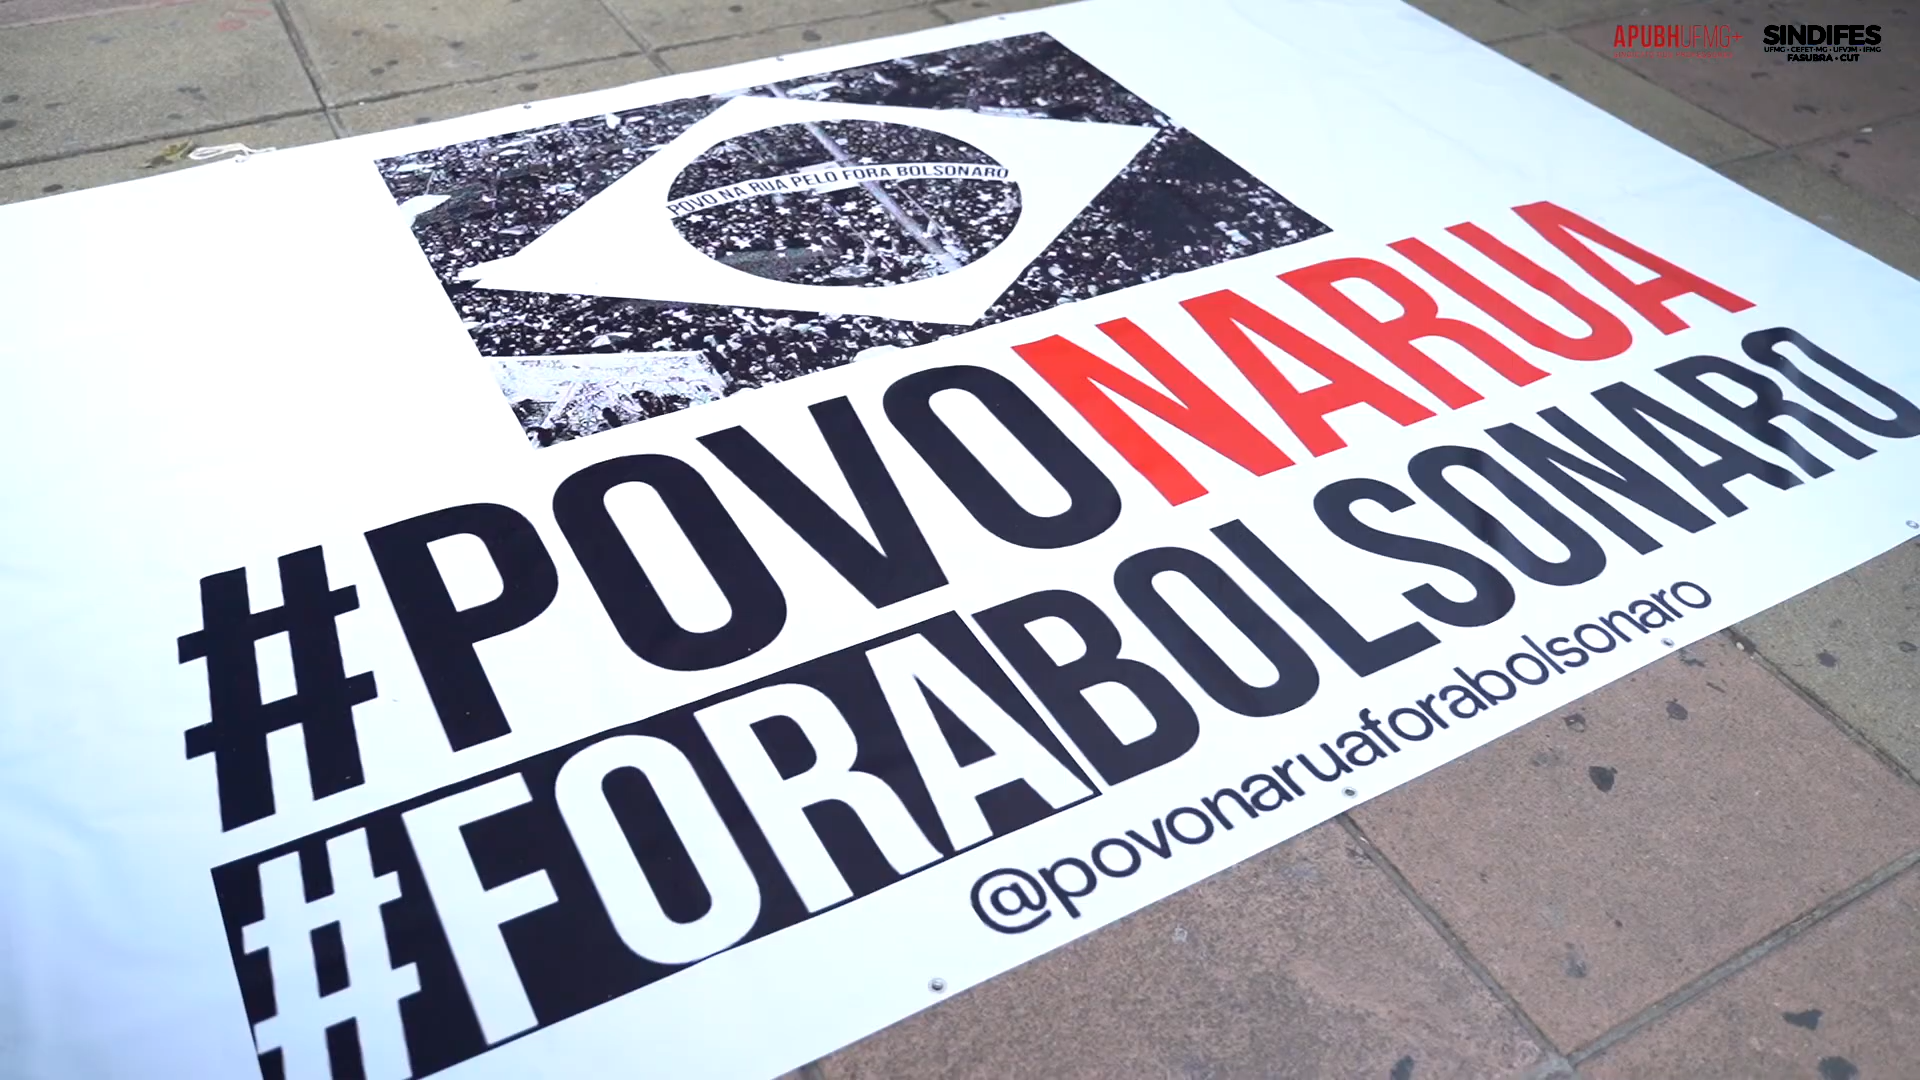 APUBHUFMG+
SINDIFES
UFMG • CEFET-MG • UFVJM • IFMG
FASUBRA • CUT
POVO NA RUA PELO FORA BOLSONARO
#POVONARUA
#FORABOLSONARO
@povonaruaforabolsonaro